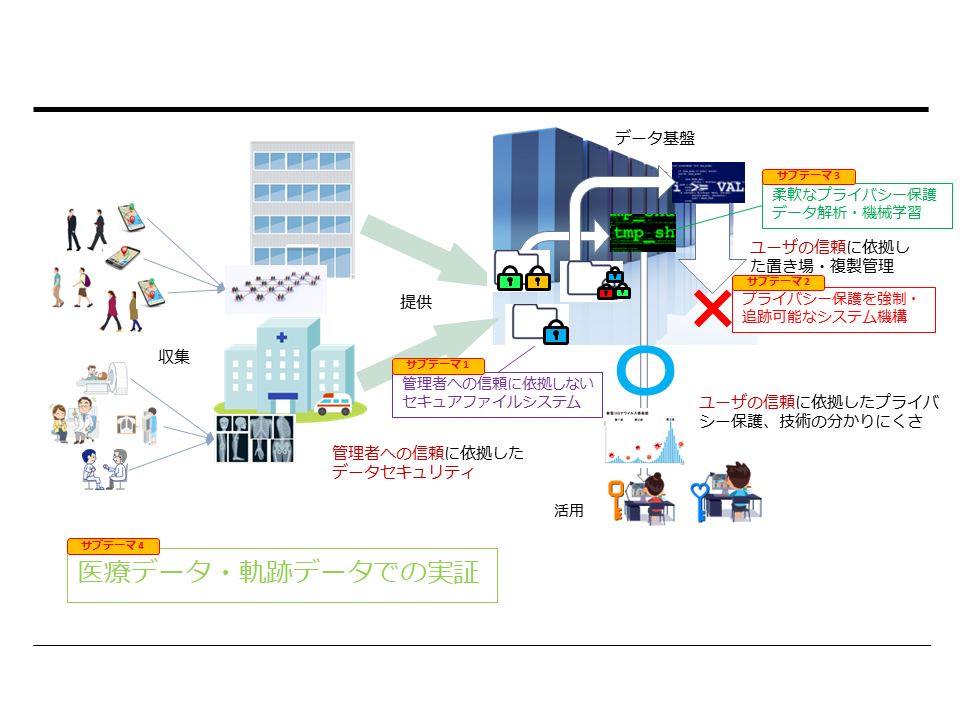 データ基盤
i >= VAL
tmp_sh
サブテーマ3
柔軟なプライバシー保護
データ解析・機械学習
ユーザの信頼に依拠し
た置き場・複製管理
サブテーマ2
プライバシー保護を強制・
追跡可能なシステム機構
提供
収集
サブテーマ1
管理者への信頼に依拠しない
セキュアファイルシステム
ユーザの信頼に依拠したプライバ
シー保護、技術の分かりにくさ
管理者への信頼に依拠した
データセキュリティ
活用
サブテーマ4
医療データ・軌跡データでの実証